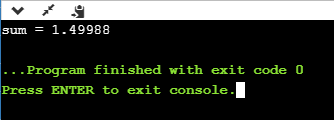 sum = 1.49988
...Program finished with exit code 0
Press ENTER to exit console.